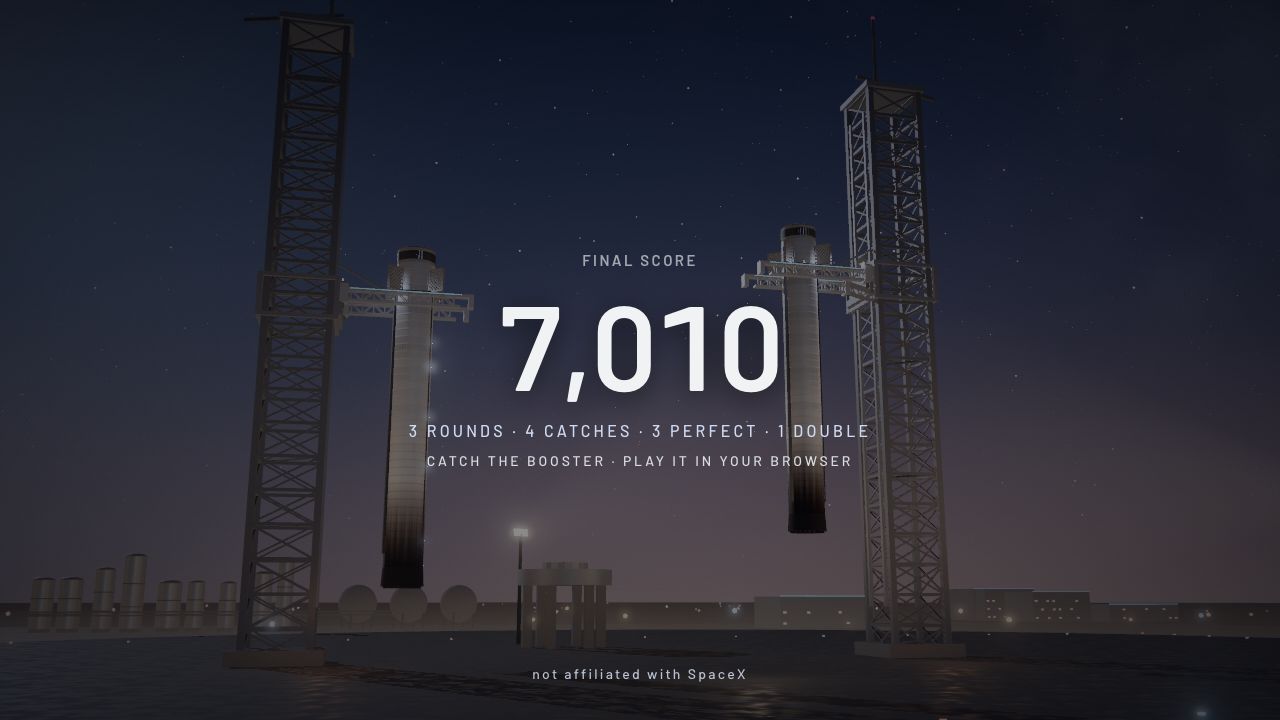 FINAL SCORE
7,010
3 ROUNDS · 4 CATCHES · 3 PERFECT · 1 DOUBLE
CATCH THE BOOSTER · PLAY IT IN YOUR BROWSER
not affiliated with SpaceX